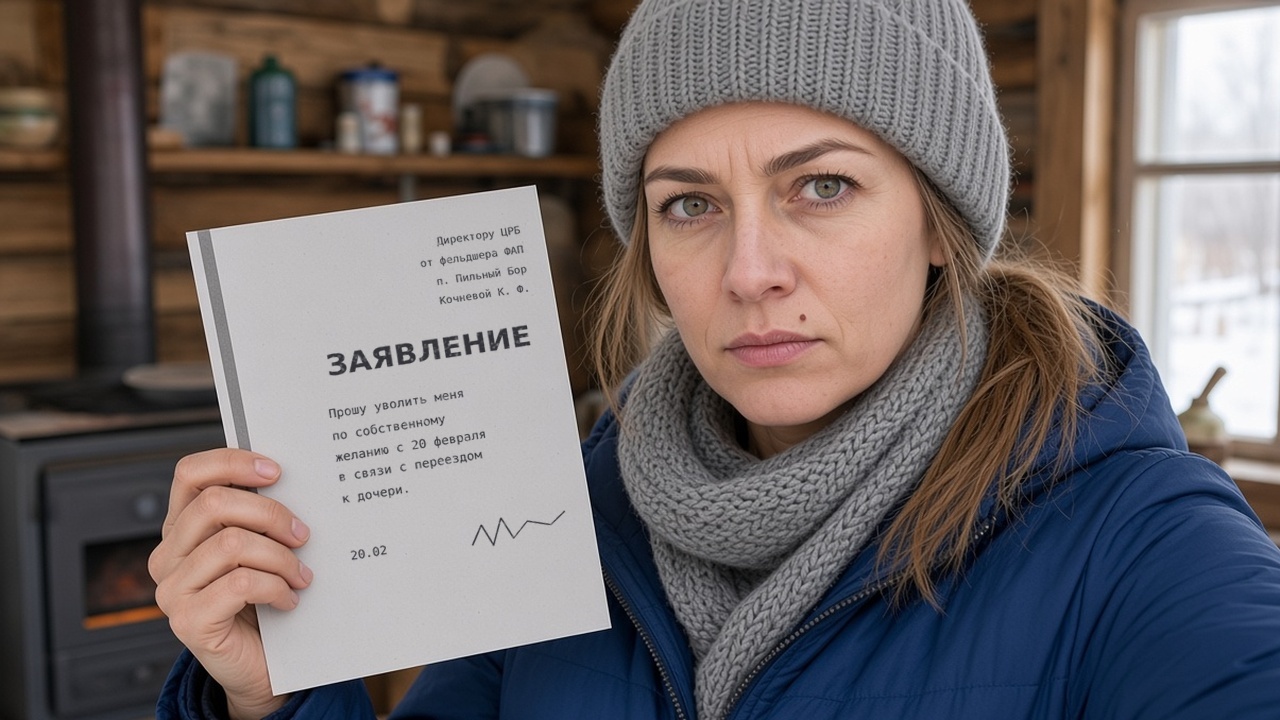 Директору ЦРБ
от фельдшера ФАП
п. Пильный Бор
Кочневой К. Ф.
ЗАЯВЛЕНИЕ
Прошу уволить меня
по собственному
желанию с 20 февраля
в связи с переездом
к дочери.
20.02